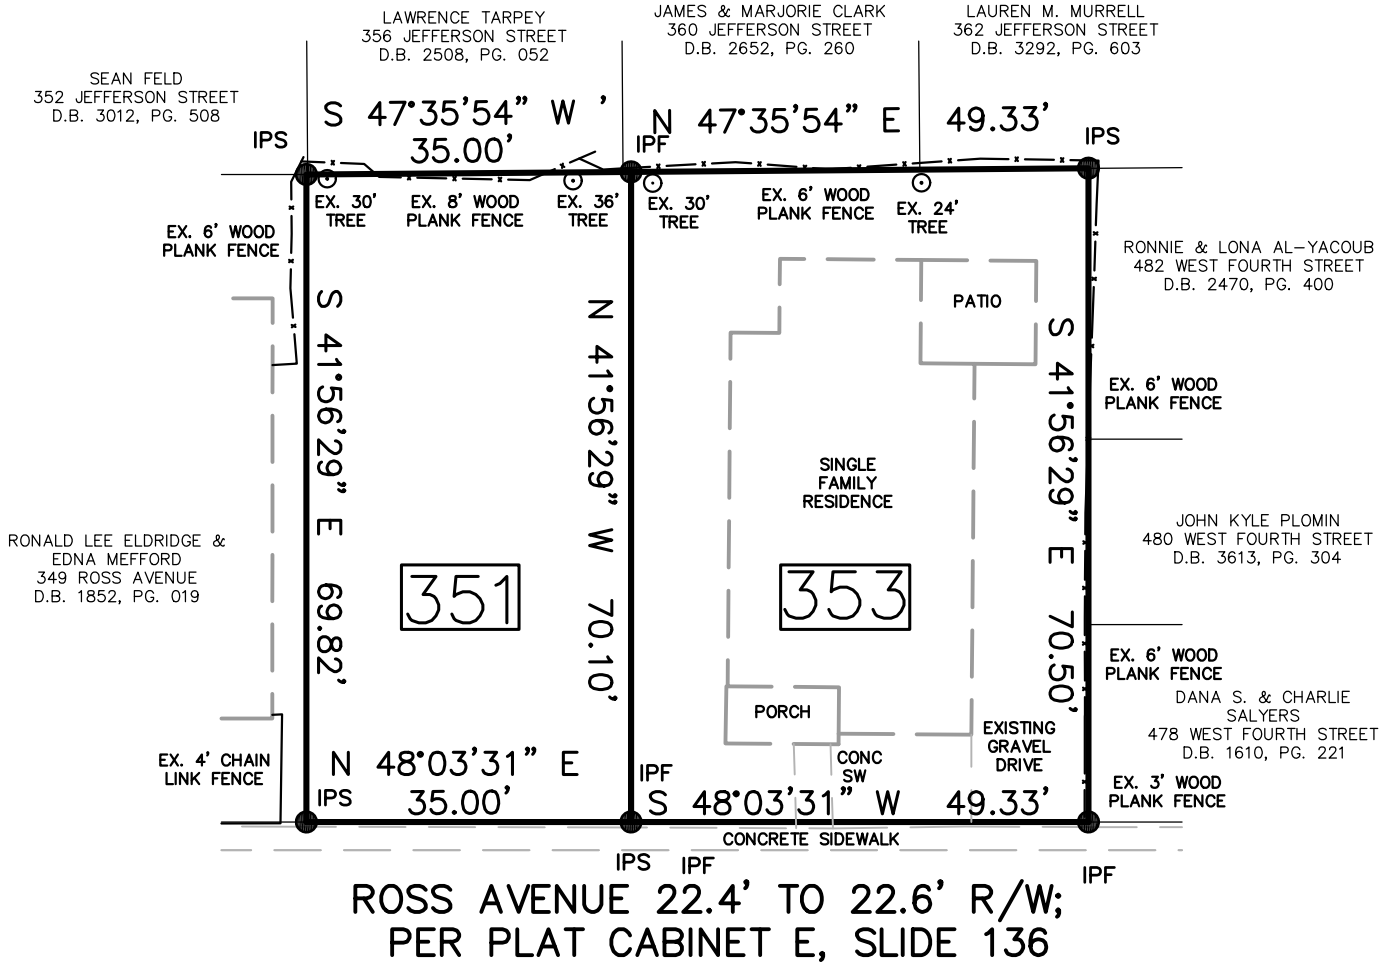 LAWRENCE TARPEY
356 JEFFERSON STREET
D.B. 2508, PG. 052
JAMES & MARJORIE CLARK
360 JEFFERSON STREET
D.B. 2652, PG. 260
LAUREN M. MURRELL
362 JEFFERSON STREET
D.B. 3292, PG. 603
SEAN FELD
352 JEFFERSON STREET
D.B. 3012, PG. 508
S 47°35'54" W '
35.00'
N 47°35'54" E 49.33'
IPS
IPF
IPS
EX. 30'
TREE
EX. 8' WOOD
PLANK FENCE
EX. 36'
TREE
EX. 30'
TREE
EX. 6' WOOD
PLANK FENCE
EX. 24'
TREE
EX. 6' WOOD
PLANK FENCE
RONNIE & LONA AL-YACOUB
482 WEST FOURTH STREET
D.B. 2470, PG. 400
PATIO
S 41°56'29" E 69.82'
N 41°56'29" W 70.10'
S 41°56'29" E 70.50'
EX. 6' WOOD
PLANK FENCE
SINGLE
FAMILY
RESIDENCE
JOHN KYLE PLOMIN
480 WEST FOURTH STREET
D.B. 3613, PG. 304
RONALD LEE ELDRIDGE &
EDNA MEFFORD
349 ROSS AVENUE
D.B. 1852, PG. 019
351
353
EX. 6' WOOD
PLANK FENCE
DANA S. & CHARLIE
SALYERS
478 WEST FOURTH STREET
D.B. 1610, PG. 221
PORCH
EXISTING
GRAVEL
DRIVE
CONC
SW
EX. 4' CHAIN
LINK FENCE
N 48°03'31" E
35.00'
IPS
IPF
S 48°03'31" W 49.33'
EX. 3' WOOD
PLANK FENCE
CONCRETE SIDEWALK
IPS
IPF
IPF
ROSS AVENUE 22.4' TO 22.6' R/W;
PER PLAT CABINET E, SLIDE 136